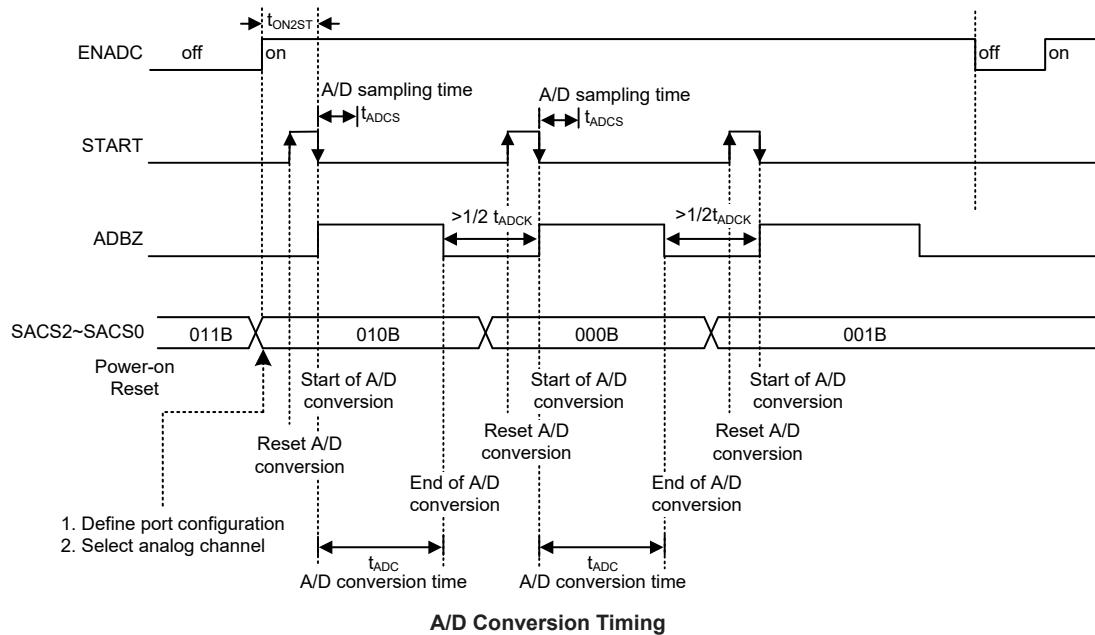 tON2ST
ENADC
off
on
off
on
A/D sampling time
tADCS
A/D sampling time
tADCS
START
>1/2 tADCK
>1/2tADCK
ADBZ
SACS2~SACS0
011B
010B
000B
001B
Power-on
Reset
Start of A/D
conversion
Start of A/D
conversion
Start of A/D
conversion
Reset A/D
conversion
Reset A/D
conversion
Reset A/D
conversion
End of A/D
conversion
End of A/D
conversion
1. Define port configuration
2. Select analog channel
tADC
A/D conversion time
tADC
A/D conversion time
A/D Conversion Timing